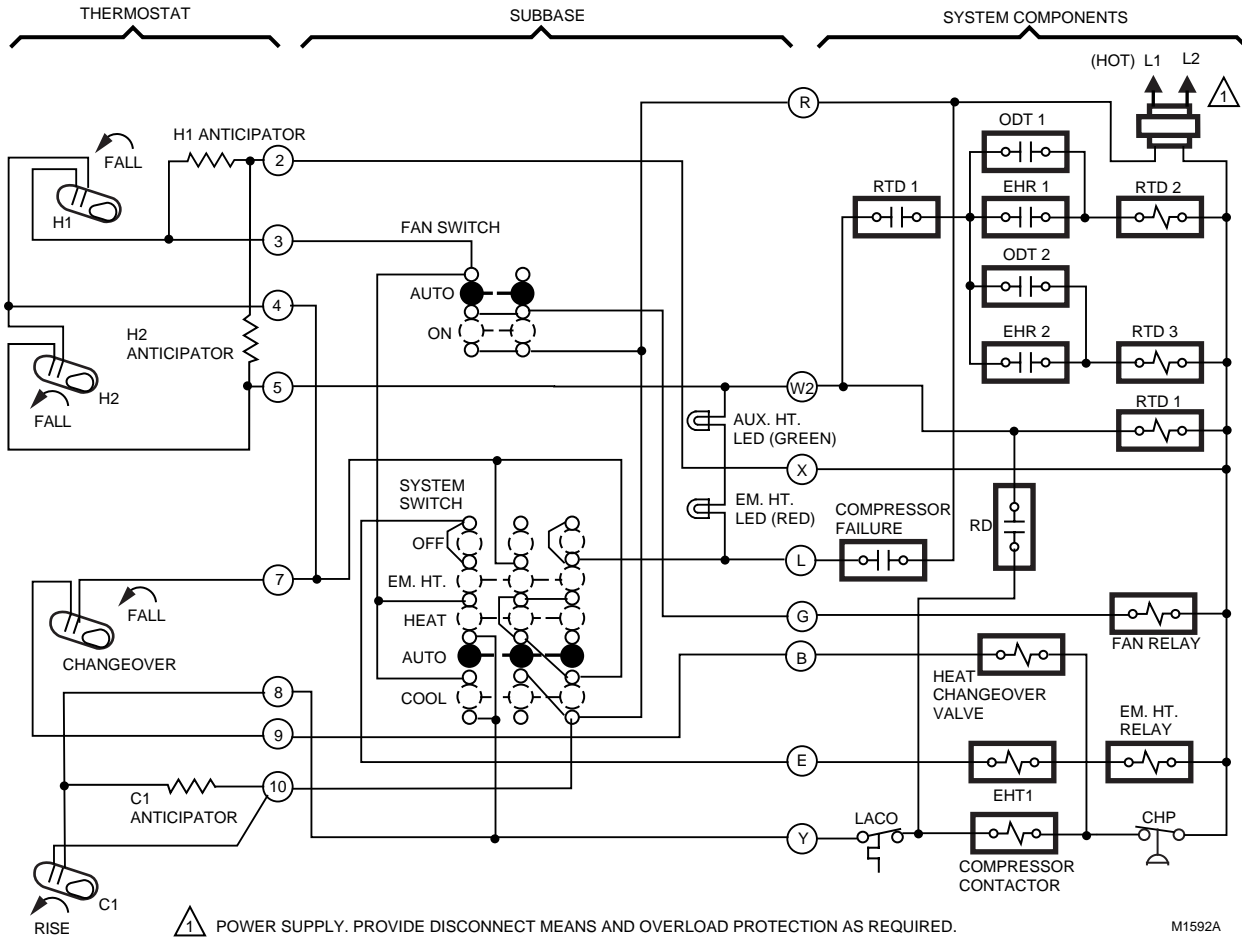 THERMOSTAT
SUBBASE
SYSTEM COMPONENTS
(HOT) L1 L2
1
R
ODT 1
H1 ANTICIPATOR
FALL
2
RTD 1
EHR 1
RTD 2
H1
3
FAN SWITCH
ODT 2
AUTO
4
ON
H2
ANTICIPATOR
EHR 2
RTD 3
5
W2
H2
FALL
AUX. HT.
LED (GREEN)
RTD 1
X
SYSTEM
SWITCH
EM. HT.
LED (RED)
COMPRESSOR
FAILURE
RD
OFF
L
EM. HT.
7
FALL
HEAT
G
FAN RELAY
CHANGEOVER
AUTO
B
HEAT
CHANGEOVER
VALVE
8
COOL
EM. HT.
RELAY
9
E
EHT1
10
C1
ANTICIPATOR
LACO
CHP
Y
COMPRESSOR
CONTACTOR
C1
RISE
1 POWER SUPPLY. PROVIDE DISCONNECT MEANS AND OVERLOAD PROTECTION AS REQUIRED.
M1592A